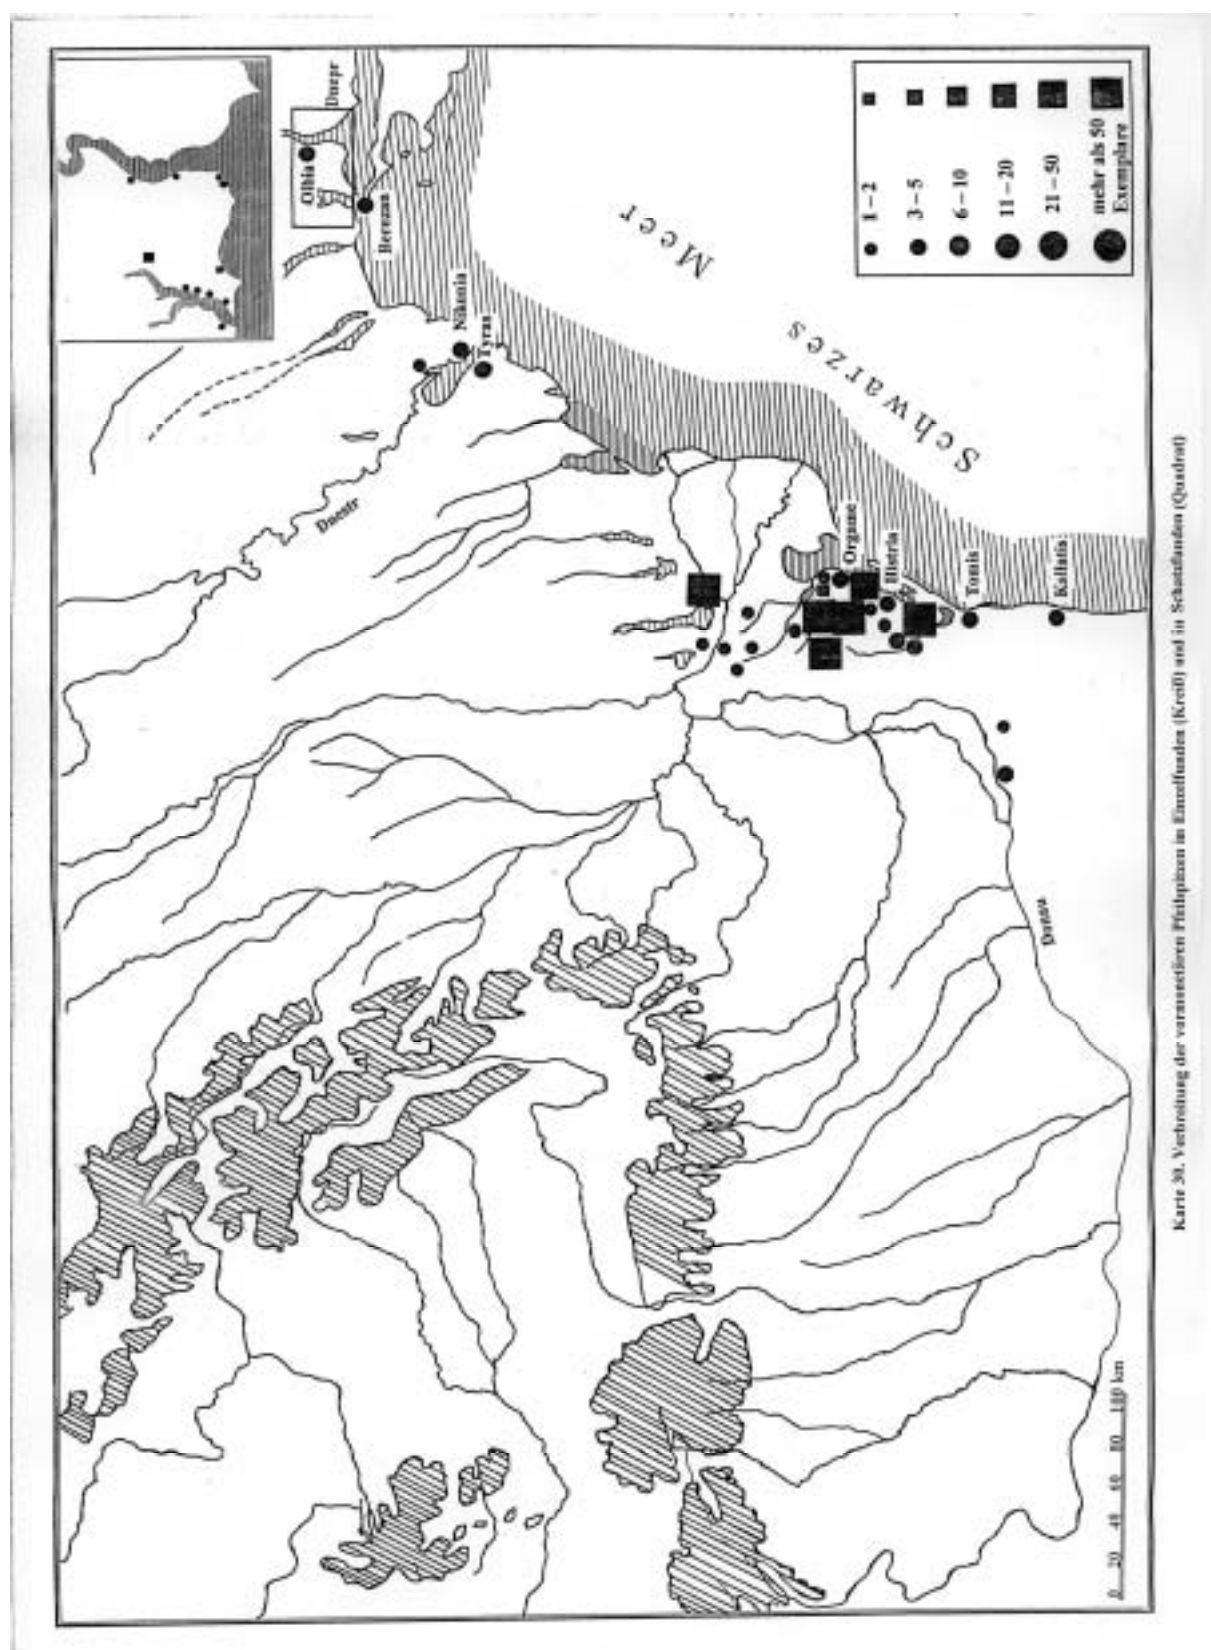 Dnepr
Olbia
Berezan
Nikonia
Tyras
Dnestr
Schwarzes
Meer
Orgame
Histria
Tomis
Kallatis
Donau
1 – 2
3 – 5
6 – 10
11 – 20
21 – 50
mehr als 50
Exemplare
0 20 40 60 80 100 km
Karte 30. Verbreitung der vormonetären Pfeilspitzen in Einzelfunden (Kreiß) und in Schatzfunden (Quadrat)